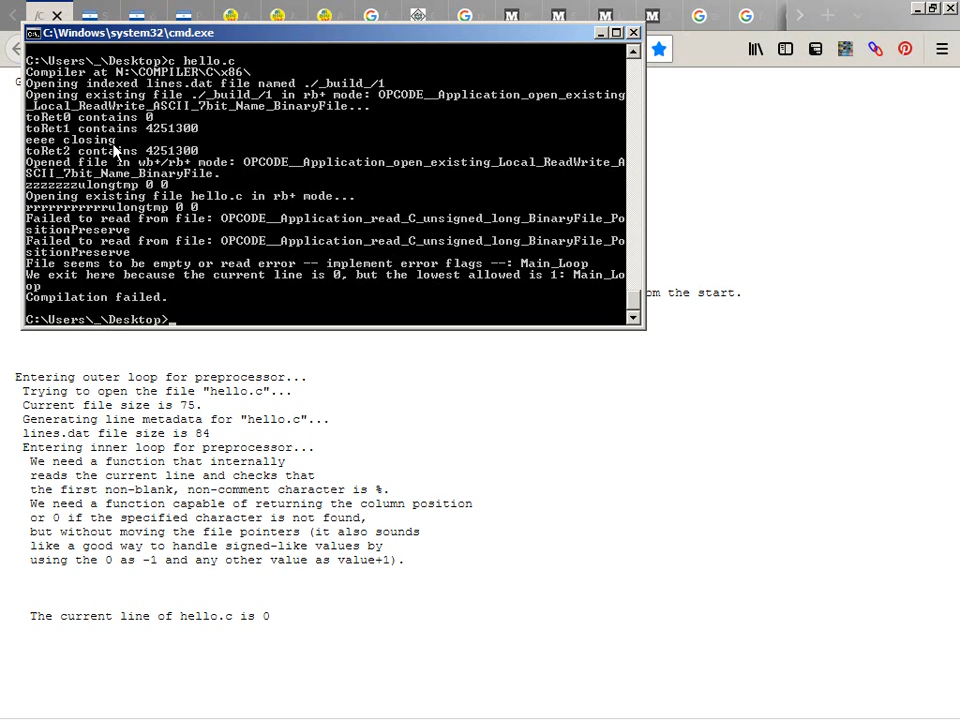 C:\Windows\system32\cmd.exe
C:\Users\_\Desktop>c hello.c
Compiler at N:\COMPILER\C\x86\
Opening indexed lines.dat file named ./_build_/1
Opening existing file ./_build_/1 in rb+ mode: OPCODE__Application_open_existing
_Local_ReadWrite_ASCII_7bit_Name_BinaryFile...
toRet0 contains 0
toRet1 contains 4251300
eeee closing
toRet2 contains 4251300
Opened file in wb+/rb+ mode: OPCODE__Application_open_existing_Local_ReadWrite_A
SCII_7bit_Name_BinaryFile.
zzzzzzzulongtmp 0 0
Opening existing file hello.c in rb+ mode...
rrrrrrrrrrrulongtmp 0 0
Failed to read from file: OPCODE__Application_read_C_unsigned_long_BinaryFile_Po
sitionPreserve
Failed to read from file: OPCODE__Application_read_C_unsigned_long_BinaryFile_Po
sitionPreserve
File seems to be empty or read error -- implement error flags --: Main_Loop
We exit here because the current line is 0, but the lowest allowed is 1: Main_Lo
op
Compilation failed.
C:\Users\_\Desktop>_
om the start.
Entering outer loop for preprocessor...
Trying to open the file "hello.c"...
Current file size is 75.
Generating line metadata for "hello.c"...
lines.dat file size is 84
Entering inner loop for preprocessor...
We need a function that internally
reads the current line and checks that
the first non-blank, non-comment character is %.
We need a function capable of returning the column position
or 0 if the specified character is not found,
but without moving the file pointers (it also sounds
like a good way to handle signed-like values by
using the 0 as -1 and any other value as value+1).
The current line of hello.c is 0